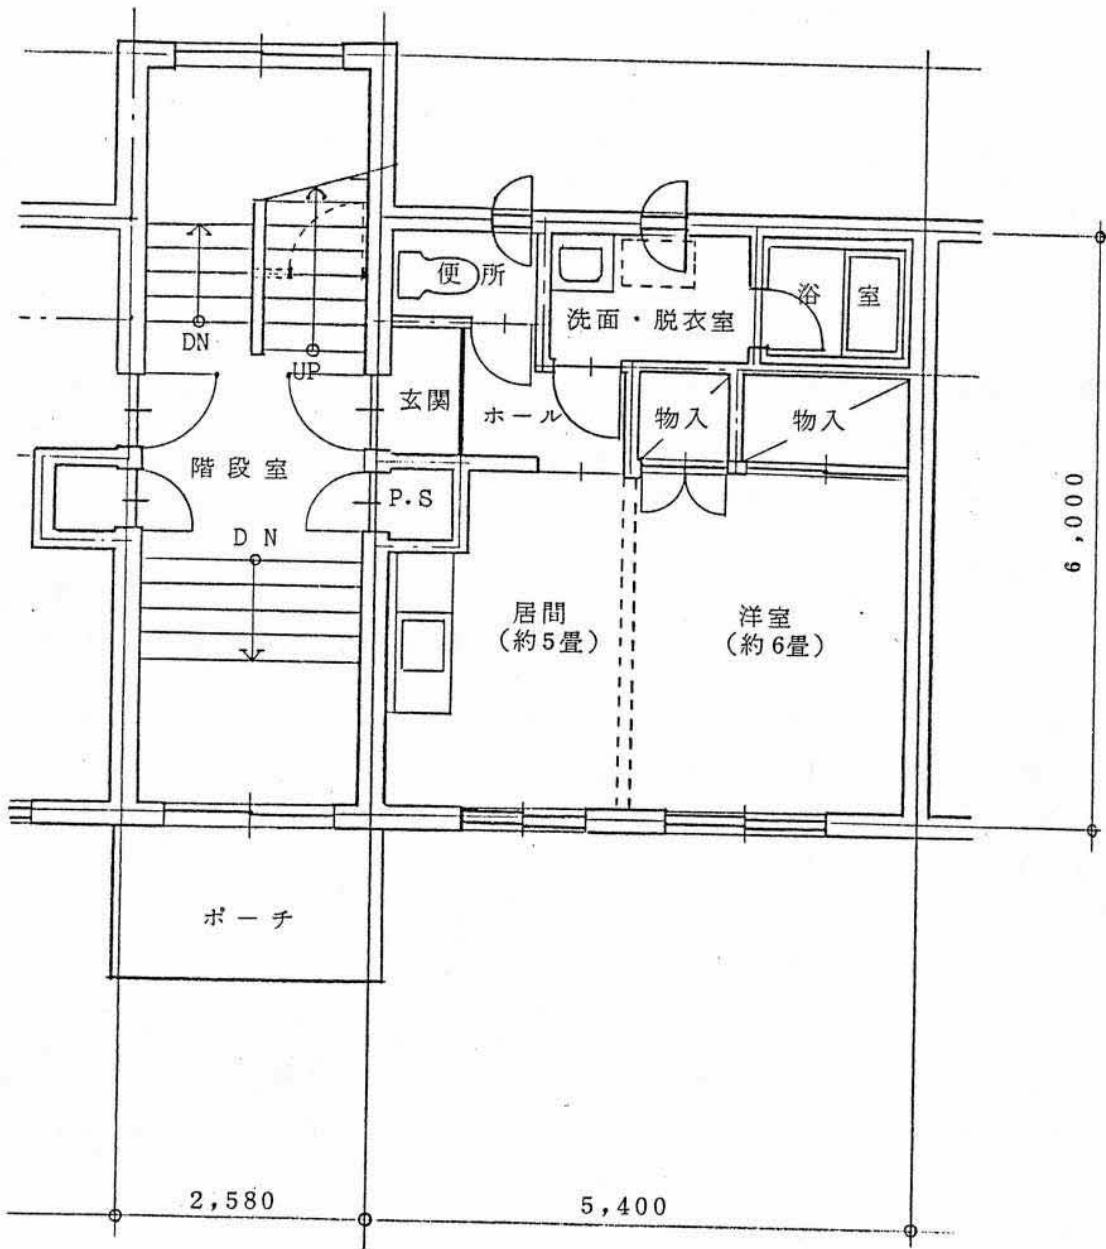 便所
洗面・脱衣室
浴室
DN
UP
玄関
ホール
物入
物入
階段室
P.S
DN
居間
(約5畳)
洋室
(約6畳)
6,000
ポーチ
2,580
5,400